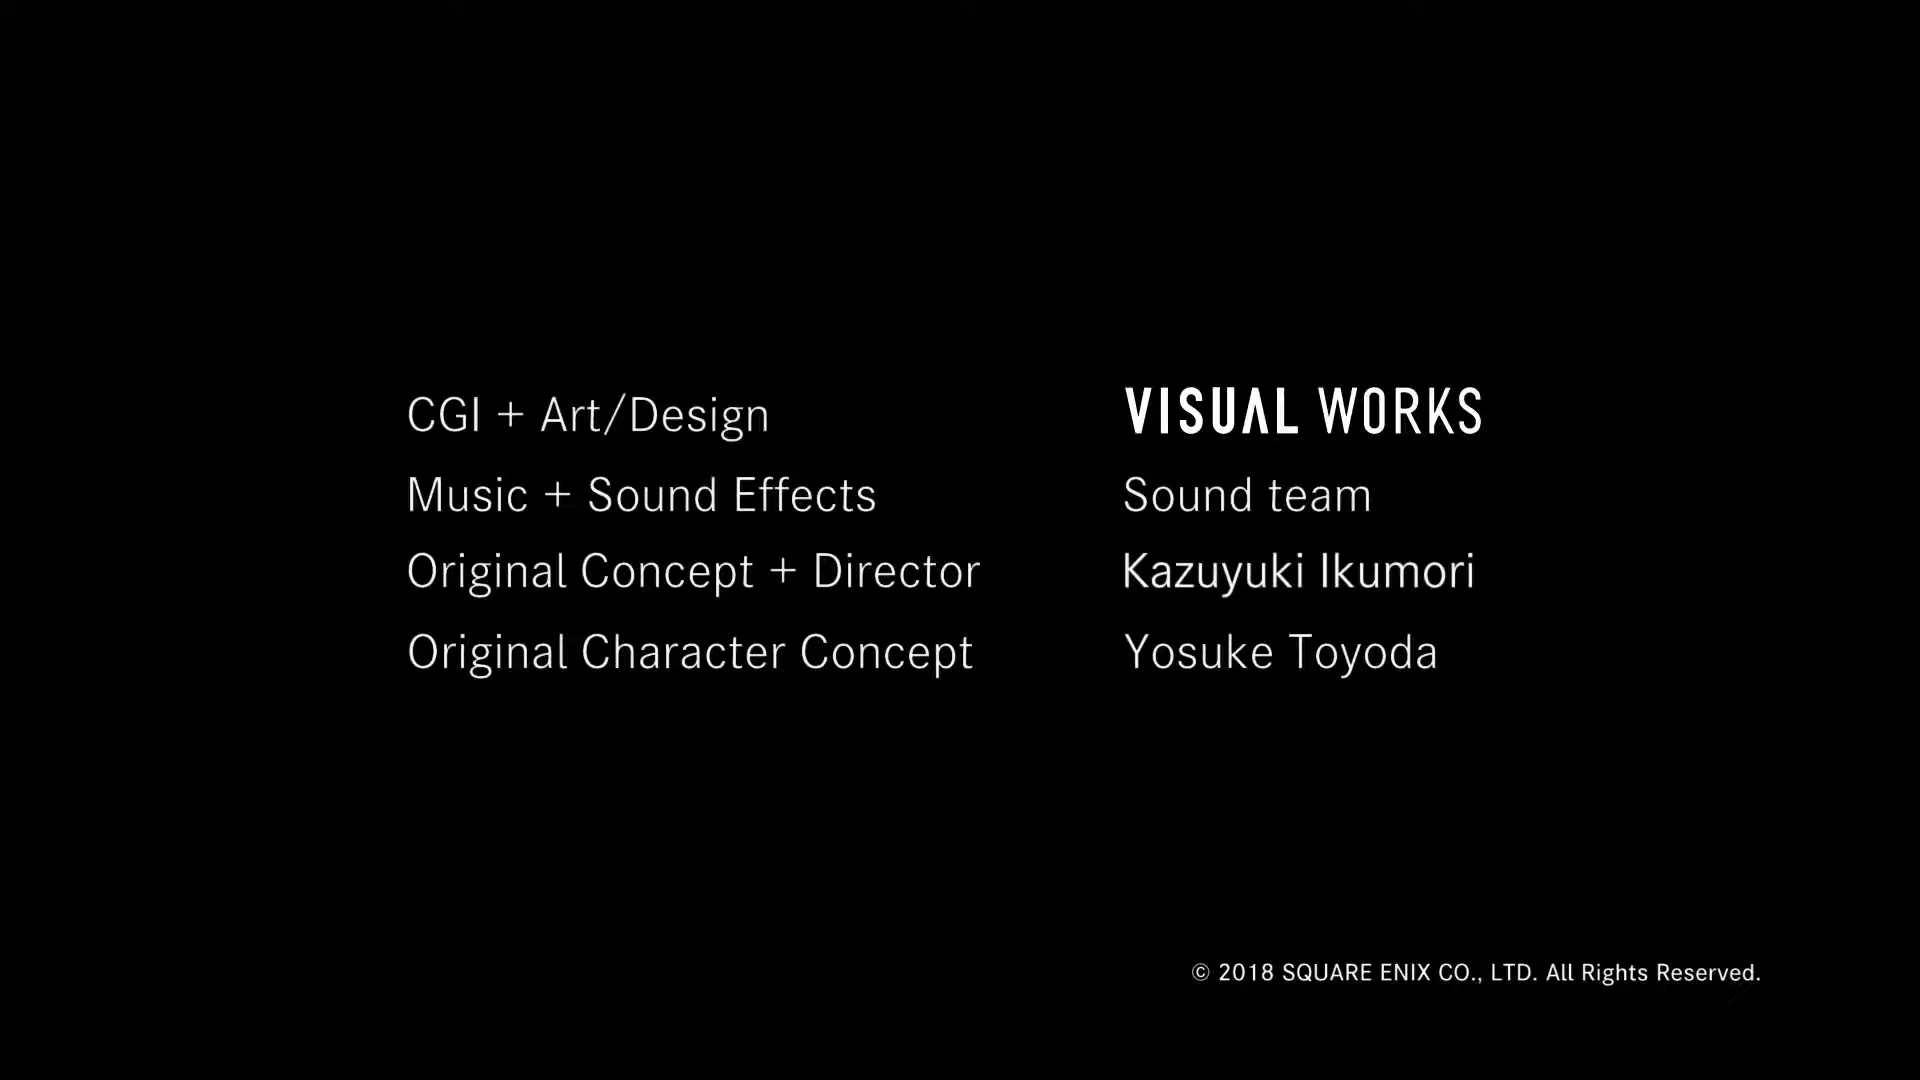 CGI + Art/Design VISUAL WORKS
Music + Sound Effects Sound team
Original Concept + Director Kazuyuki Ikumori
Original Character Concept Yosuke Toyoda
© 2018 SQUARE ENIX CO., LTD. All Rights Reserved.